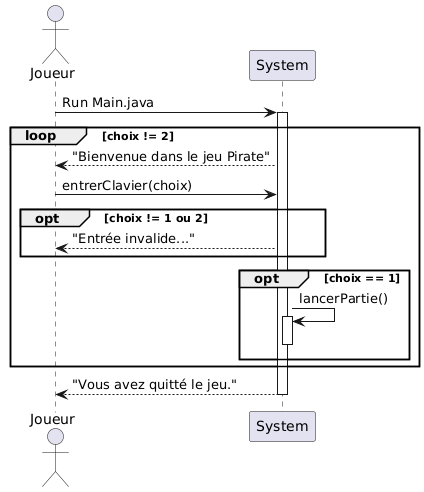 Joueur
System
Run Main.java
loop [choix != 2]
"Bienvenue dans le jeu Pirate"
entrerClavier(choix)
opt [choix != 1 ou 2]
"Entrée invalide..."
opt [choix == 1]
lancerPartie()
"Vous avez quitté le jeu."
Joueur
System